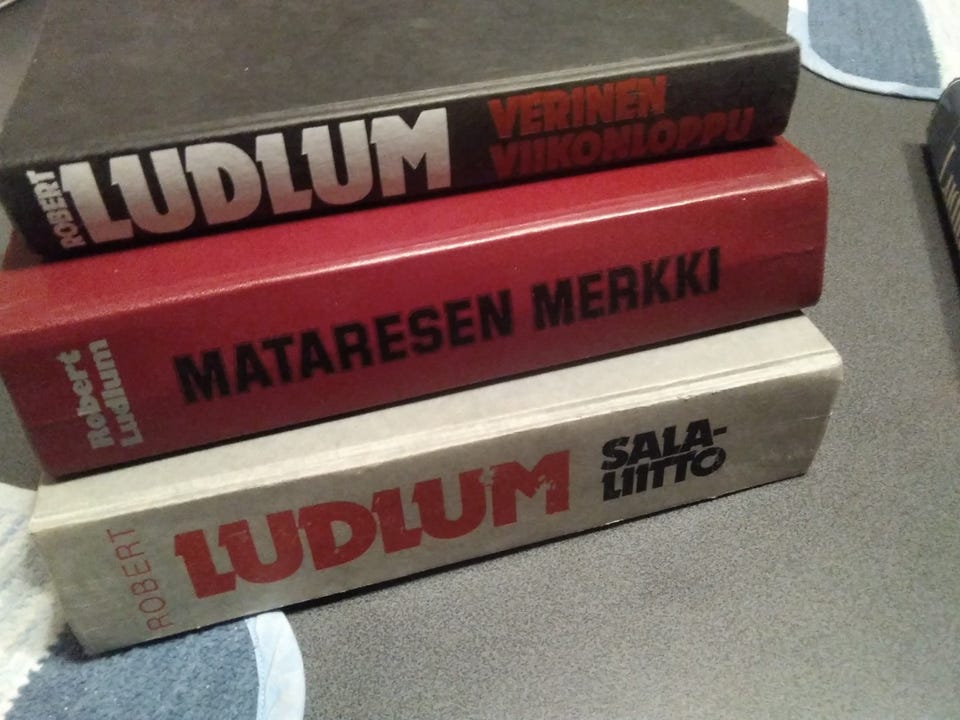 ROBERT
LUDLUM
VERINEN
VIIKONLOPPU
Robert
Ludlum
MATARESEN MERKKI
ROBERT
LUDLUM
SALA-
LIITTO